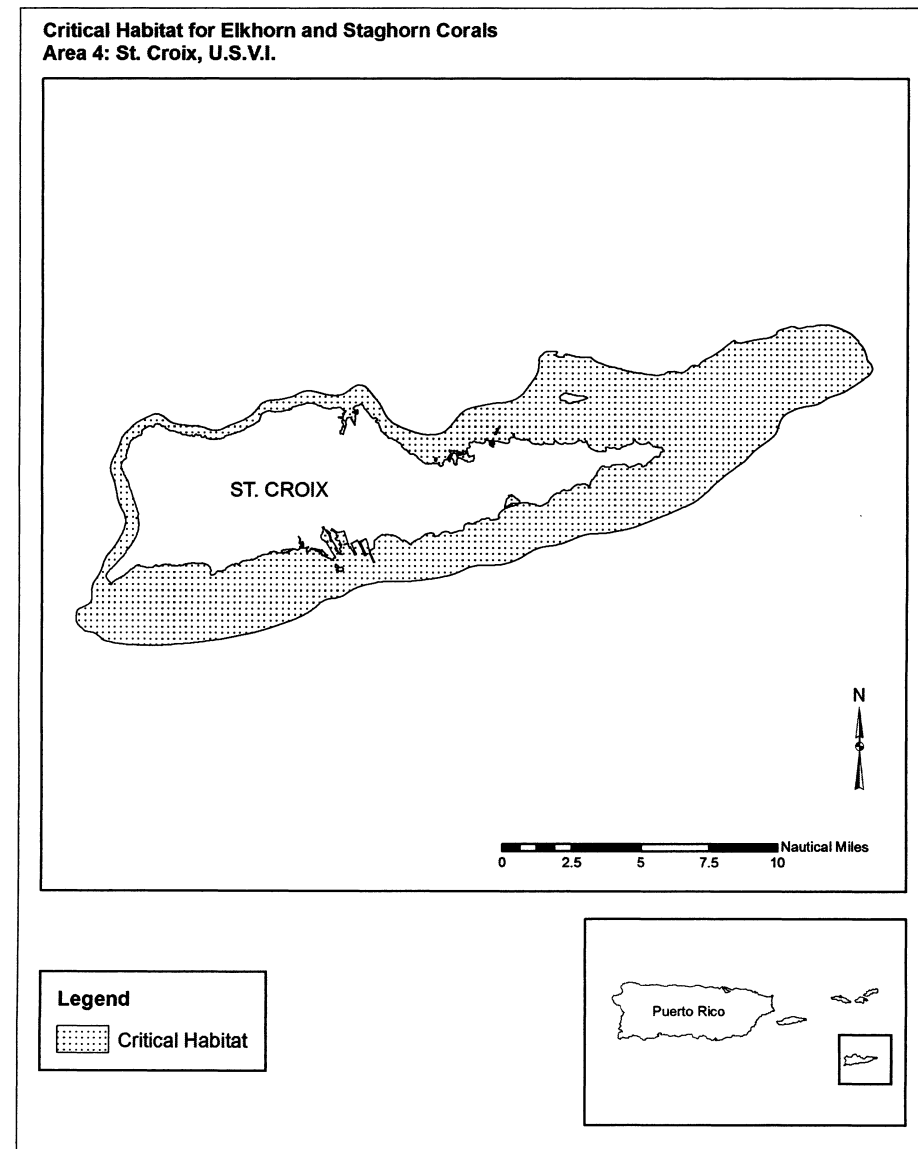 Critical Habitat for Elkhorn and Staghorn Corals
Area 4: St. Croix, U.S.V.I.
ST. CROIX
N
Nautical Miles
0 2.5 5 7.5 10
Legend
Critical Habitat
Puerto Rico